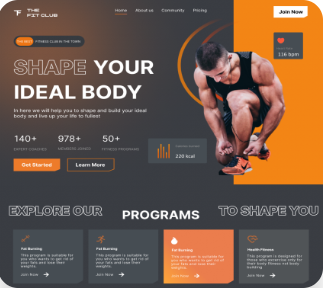 THE
FIT CLUB
Home About us Community Pricing
Join Now
THE BEST FITNESS CLUB IN THE TOWN
SHAPE YOUR
IDEAL BODY
In here we will help you to shape and build your ideal
body and live up your life to fullest
140+ 978+ 50+
EXPERT COACHES MEMBERS JOINED FITNESS PROGRAMS
Get Started Learn More
Heart Rate
116 bpm
220 kcal
EXPLORE OUR PROGRAMS TO SHAPE YOU
Fat Burning
This program is suitable for
you who wants to get rid of
your fats and lose their
weights.
Join Now →
Fat Burning
This program is suitable for
you who wants to get rid of
your fats and lose their
weights.
Join Now →
Fat Burning
This program is suitable for
you who wants to get rid of
your fats and lose their
weights.
Join Now →
Health Fitness
This program is designed for
those who exercises only for
their body fitness not body
building.
Join Now →